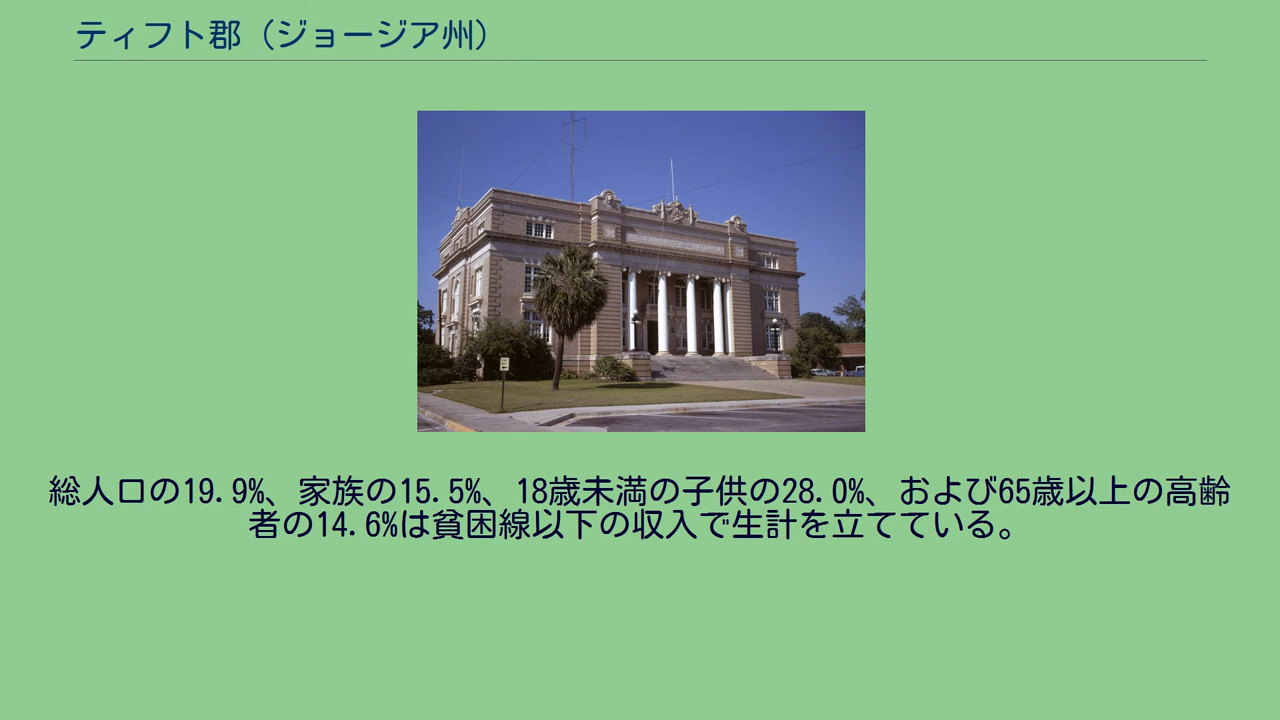 ティフト郡（ジョージア州）
総人口の19.9%、家族の15.5%、18歳未満の子供の28.0%、および65歳以上の高齢
者の14.6%は貧困線以下の収入で生計を立てている。